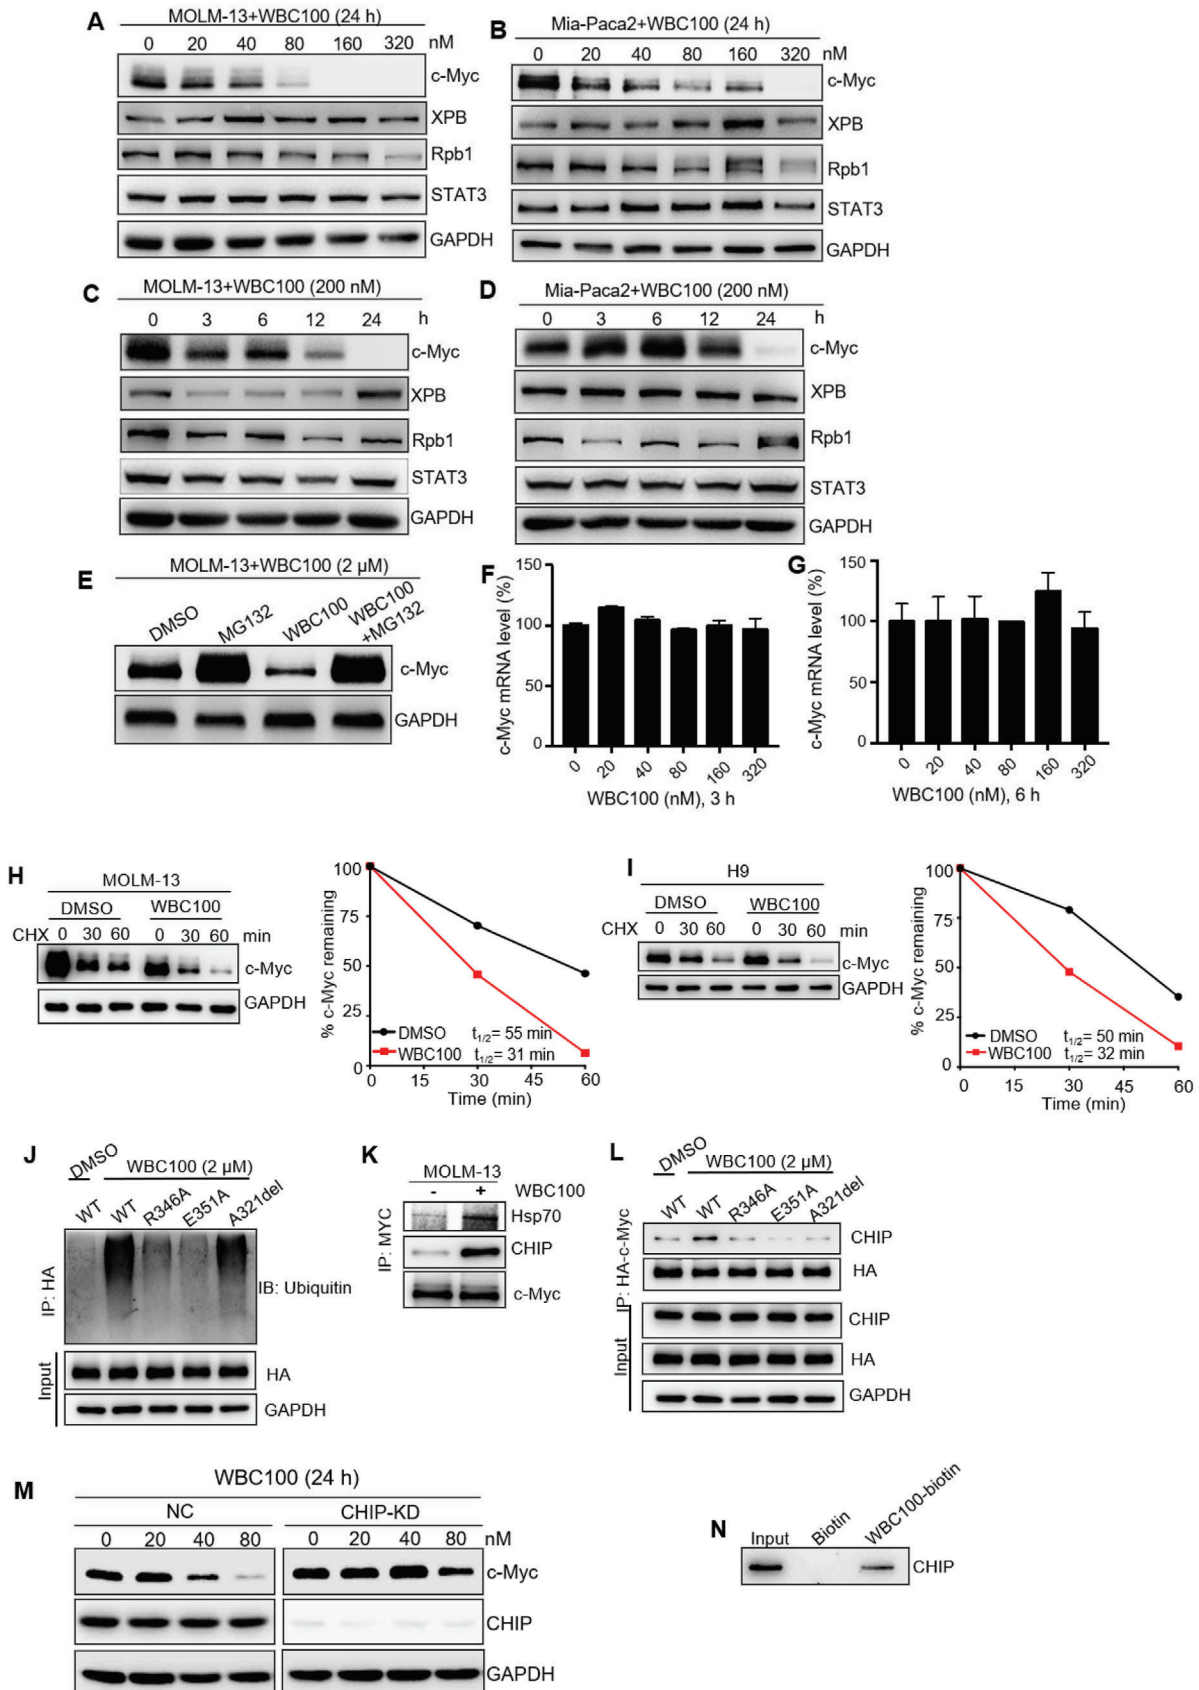 A
MOLM-13+WBC100 (24 h)
0 20 40 80 160 320 nM
c-Myc
XPB
Rpb1
STAT3
GAPDH
B
Mia-Paca2+WBC100 (24 h)
0 20 40 80 160 320 nM
c-Myc
XPB
Rpb1
STAT3
GAPDH
C
MOLM-13+WBC100 (200 nM)
0 3 6 12 24 h
c-Myc
XPB
Rpb1
STAT3
GAPDH
D
Mia-Paca2+WBC100 (200 nM)
0 3 6 12 24 h
c-Myc
XPB
Rpb1
STAT3
GAPDH
E
MOLM-13+WBC100 (2 µM)
DMSO MG132 WBC100 WBC100
+MG132
c-Myc
GAPDH
F
c-Myc mRNA level (%)
150
100
50
0
0 20 40 80 160 320
WBC100 (nM), 3 h
G
c-Myc mRNA level (%)
150
100
50
0
0 20 40 80 160 320
WBC100 (nM), 6 h
H
MOLM-13
DMSO WBC100
CHX 0 30 60 0 30 60 min
c-Myc
GAPDH
% c-Myc remaining
100
75
50
25
0
DMSO t1/2= 55 min
WBC100 t1/2= 31 min
0 15 30 45 60
Time (min)
I
H9
DMSO WBC100
CHX 0 30 60 0 30 60 min
c-Myc
GAPDH
% c-Myc remaining
100
75
50
25
0
DMSO t1/2= 50 min
WBC100 t1/2= 32 min
0 15 30 45 60
Time (min)
J
DMSO WBC100 (2 µM)
WT WT R346A E351A A321del
IP: HA
IB: Ubiquitin
Input
HA
GAPDH
K
MOLM-13
- + WBC100
IP: MYC
Hsp70
CHIP
c-Myc
L
DMSO WBC100 (2 µM)
WT WT R346A E351A A321del
IP: HA-c-Myc
CHIP
HA
Input
CHIP
HA
GAPDH
M
WBC100 (24 h)
NC CHIP-KD
0 20 40 80 0 20 40 80 nM
c-Myc
CHIP
GAPDH
N
Input Biotin WBC100-biotin
CHIP